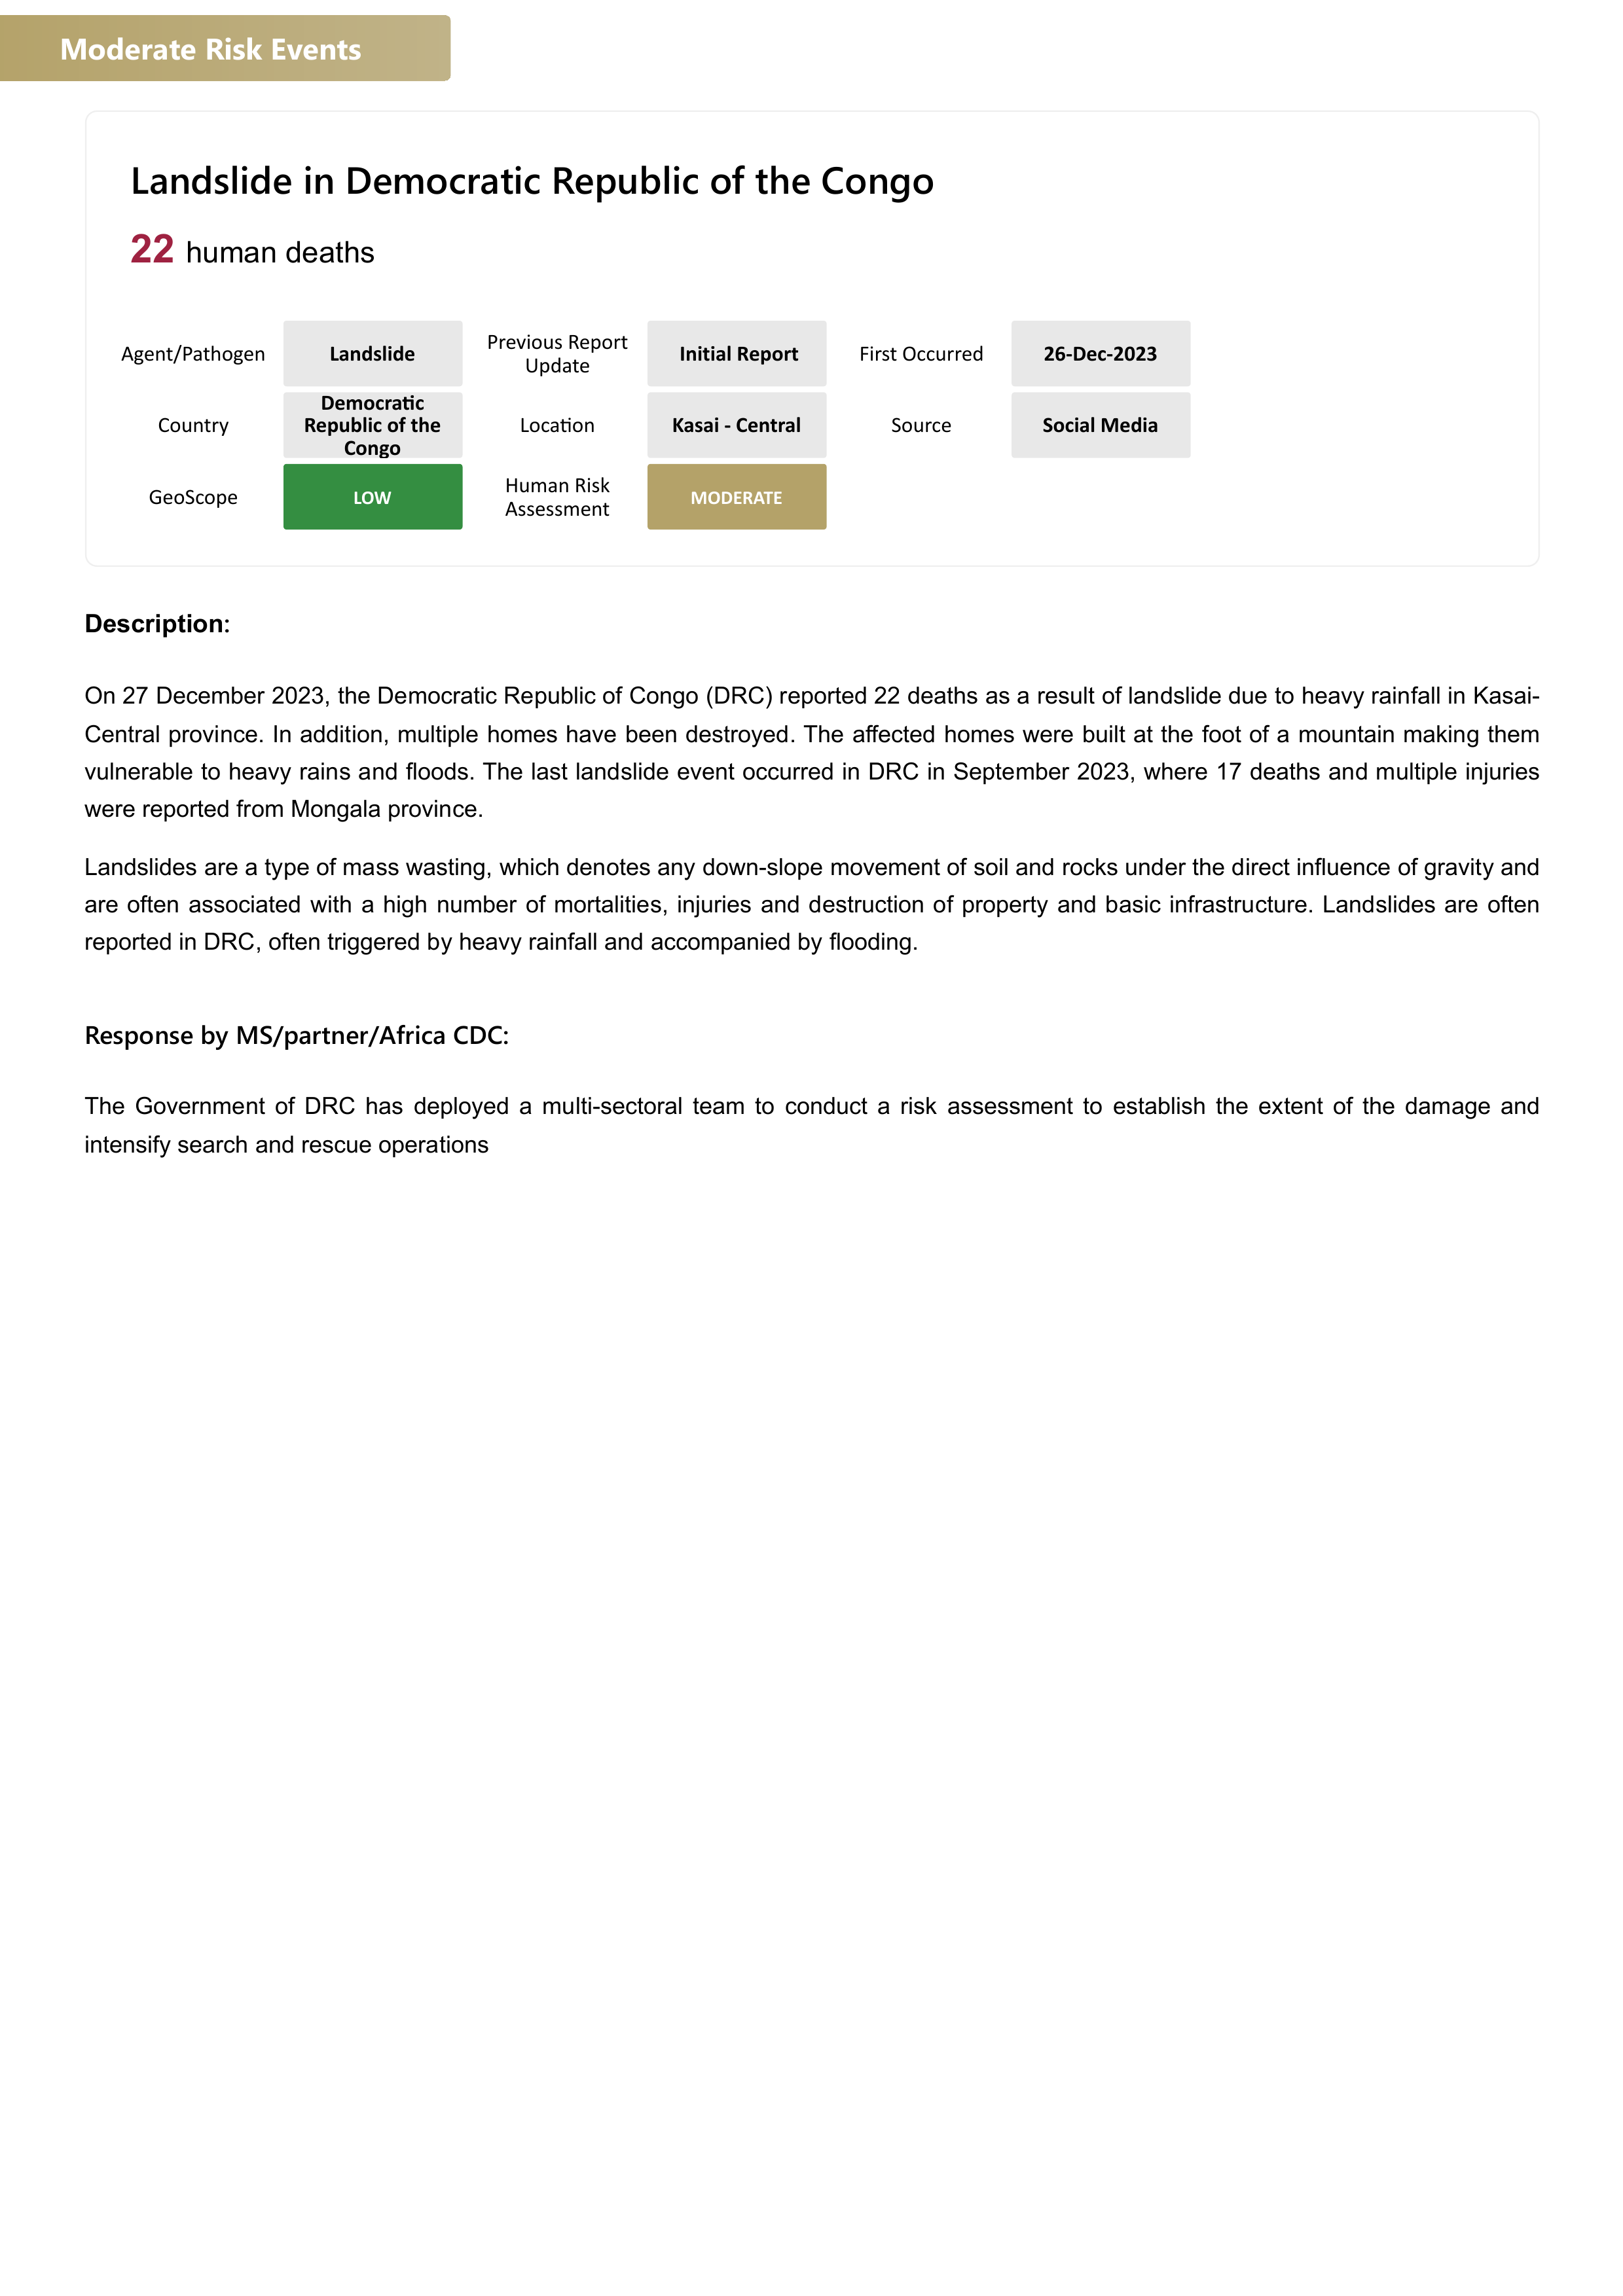 Moderate Risk Events
Landslide in Democratic Republic of the Congo
22 human deaths
Agent/Pathogen
Landslide
Previous Report
Update
Initial Report
First Occurred
26-Dec-2023
Country
Democratic
Republic of the
Congo
Location
Kasai - Central
Source
Social Media
GeoScope
LOW
Human Risk
Assessment
MODERATE
Description:
On 27 December 2023, the Democratic Republic of Congo (DRC) reported 22 deaths as a result of landslide due to heavy rainfall in Kasai-
Central province. In addition, multiple homes have been destroyed. The affected homes were built at the foot of a mountain making them
vulnerable to heavy rains and floods. The last landslide event occurred in DRC in September 2023, where 17 deaths and multiple injuries
were reported from Mongala province.
Landslides are a type of mass wasting, which denotes any down-slope movement of soil and rocks under the direct influence of gravity and
are often associated with a high number of mortalities, injuries and destruction of property and basic infrastructure. Landslides are often
reported in DRC, often triggered by heavy rainfall and accompanied by flooding.
Response by MS/partner/Africa CDC:
The Government of DRC has deployed a multi-sectoral team to conduct a risk assessment to establish the extent of the damage and
intensify search and rescue operations